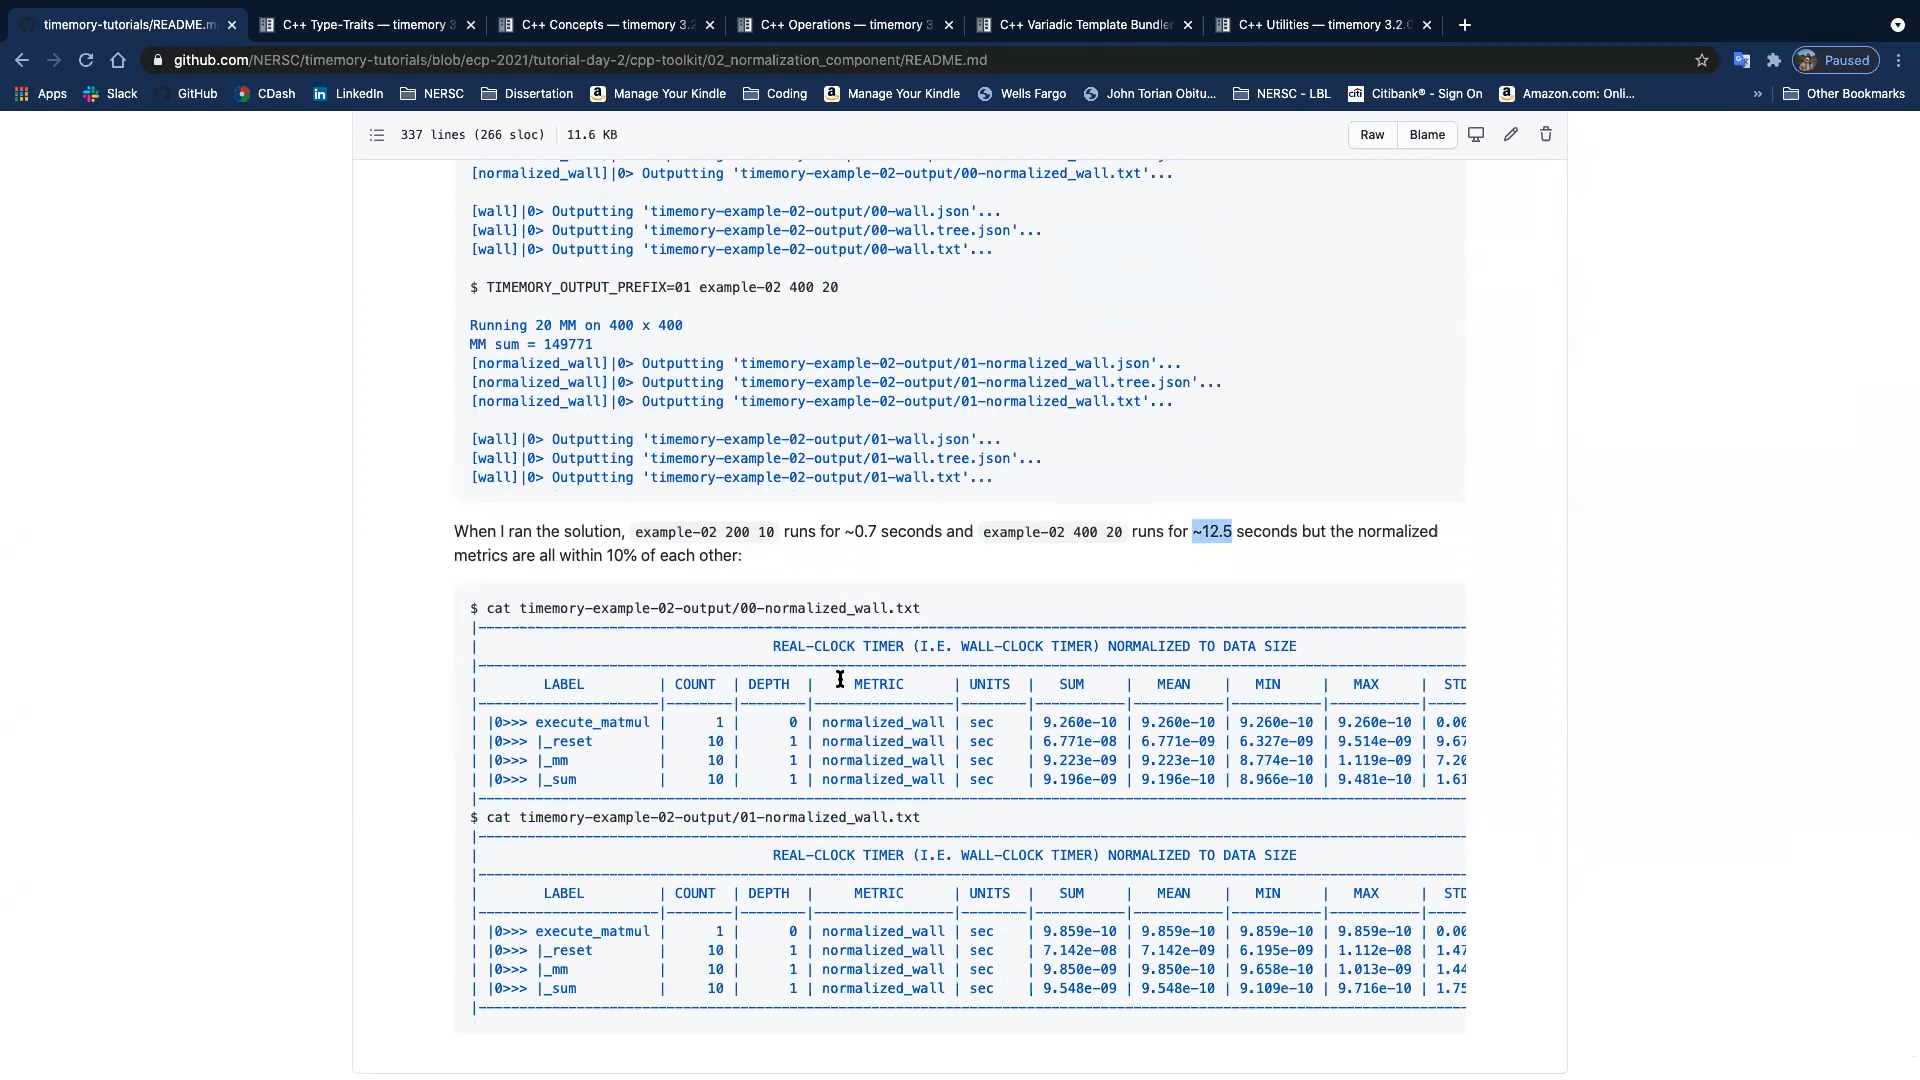 timemory-tutorials/README.m
C++ Type-Traits — timemory 3
C++ Concepts — timemory 3.2
C++ Operations — timemory 3
C++ Variadic Template Bundler
C++ Utilities — timemory 3.2.0
github.com/NERSC/timemory-tutorials/blob/ecp-2021/tutorial-day-2/cpp-toolkit/02_normalization_component/README.md
Paused
Apps Slack GitHub CDash LinkedIn NERSC Dissertation Manage Your Kindle Coding Manage Your Kindle Wells Fargo John Torian Obitu... NERSC - LBL Citibank® - Sign On Amazon.com: Onli... » Other Bookmarks
337 lines (266 sloc) 11.6 KB Raw Blame
[normalized_wall]|0> Outputting 'timemory-example-02-output/00-normalized_wall.txt'...
[wall]|0> Outputting 'timemory-example-02-output/00-wall.json'...
[wall]|0> Outputting 'timemory-example-02-output/00-wall.tree.json'...
[wall]|0> Outputting 'timemory-example-02-output/00-wall.txt'...
$ TIMEMORY_OUTPUT_PREFIX=01 example-02 400 20
Running 20 MM on 400 x 400
MM sum = 149771
[normalized_wall]|0> Outputting 'timemory-example-02-output/01-normalized_wall.json'...
[normalized_wall]|0> Outputting 'timemory-example-02-output/01-normalized_wall.tree.json'...
[normalized_wall]|0> Outputting 'timemory-example-02-output/01-normalized_wall.txt'...
[wall]|0> Outputting 'timemory-example-02-output/01-wall.json'...
[wall]|0> Outputting 'timemory-example-02-output/01-wall.tree.json'...
[wall]|0> Outputting 'timemory-example-02-output/01-wall.txt'...
When I ran the solution, example-02 200 10 runs for ~0.7 seconds and example-02 400 20 runs for ~12.5 seconds but the normalized
metrics are all within 10% of each other:
$ cat timemory-example-02-output/00-normalized_wall.txt
| REAL-CLOCK TIMER (I.E. WALL-CLOCK TIMER) NORMALIZED TO DATA SIZE
| LABEL | COUNT | DEPTH | METRIC | UNITS | SUM | MEAN | MIN | MAX | STD
| |0>>> execute_matmul | 1 | 0 | normalized_wall | sec | 9.260e-10 | 9.260e-10 | 9.260e-10 | 9.260e-10 | 0.00
| |0>>> |_reset | 10 | 1 | normalized_wall | sec | 6.771e-08 | 6.771e-09 | 6.327e-09 | 9.514e-09 | 9.67
| |0>>> |_mm | 10 | 1 | normalized_wall | sec | 9.223e-09 | 9.223e-10 | 8.774e-10 | 1.119e-09 | 7.20
| |0>>> |_sum | 10 | 1 | normalized_wall | sec | 9.196e-09 | 9.196e-10 | 8.966e-10 | 9.481e-10 | 1.61
$ cat timemory-example-02-output/01-normalized_wall.txt
| REAL-CLOCK TIMER (I.E. WALL-CLOCK TIMER) NORMALIZED TO DATA SIZE
| LABEL | COUNT | DEPTH | METRIC | UNITS | SUM | MEAN | MIN | MAX | STD
| |0>>> execute_matmul | 1 | 0 | normalized_wall | sec | 9.859e-10 | 9.859e-10 | 9.859e-10 | 9.859e-10 | 0.00
| |0>>> |_reset | 10 | 1 | normalized_wall | sec | 7.142e-08 | 7.142e-09 | 6.195e-09 | 1.112e-08 | 1.47
| |0>>> |_mm | 10 | 1 | normalized_wall | sec | 9.850e-09 | 9.850e-10 | 9.658e-10 | 1.013e-09 | 1.44
| |0>>> |_sum | 10 | 1 | normalized_wall | sec | 9.548e-09 | 9.548e-10 | 9.109e-10 | 9.716e-10 | 1.75